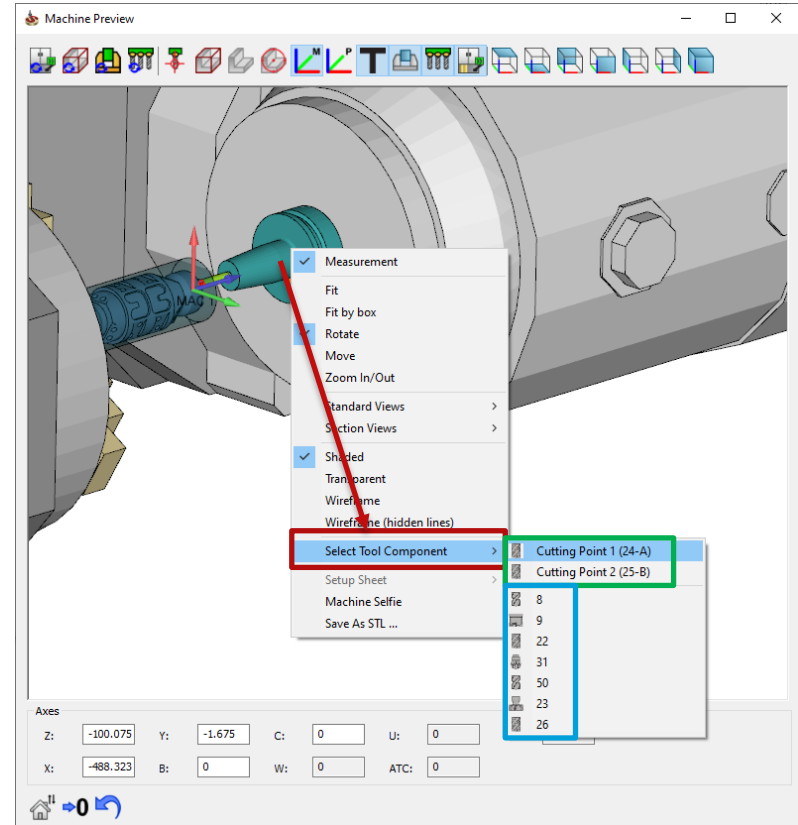 Machine Preview
M
P
T
MAC
Measurement
Fit
Fit by box
Rotate
Move
Zoom In/Out
Standard Views
Section Views
Shaded
Transparent
Wireframe
Wireframe (hidden lines)
Select Tool Component
Setup Sheet
Machine Selfie
Save As STL ...
Cutting Point 1 (24-A)
Cutting Point 2 (25-B)
8
9
22
31
50
23
26
Axes
Z: -100.075 Y: -1.675 C: 0 U: 0
X: -488.323 B: 0 W: 0 ATC: 0
0